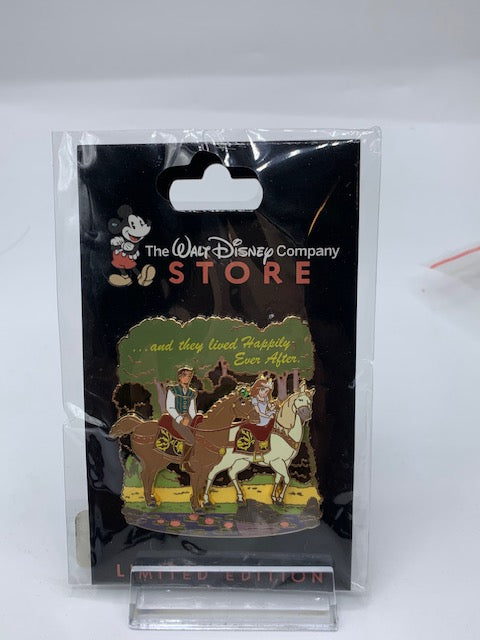 The WALT DISNEY Company
STORE
...and they lived Happily
Ever After.
LIMITED EDITION